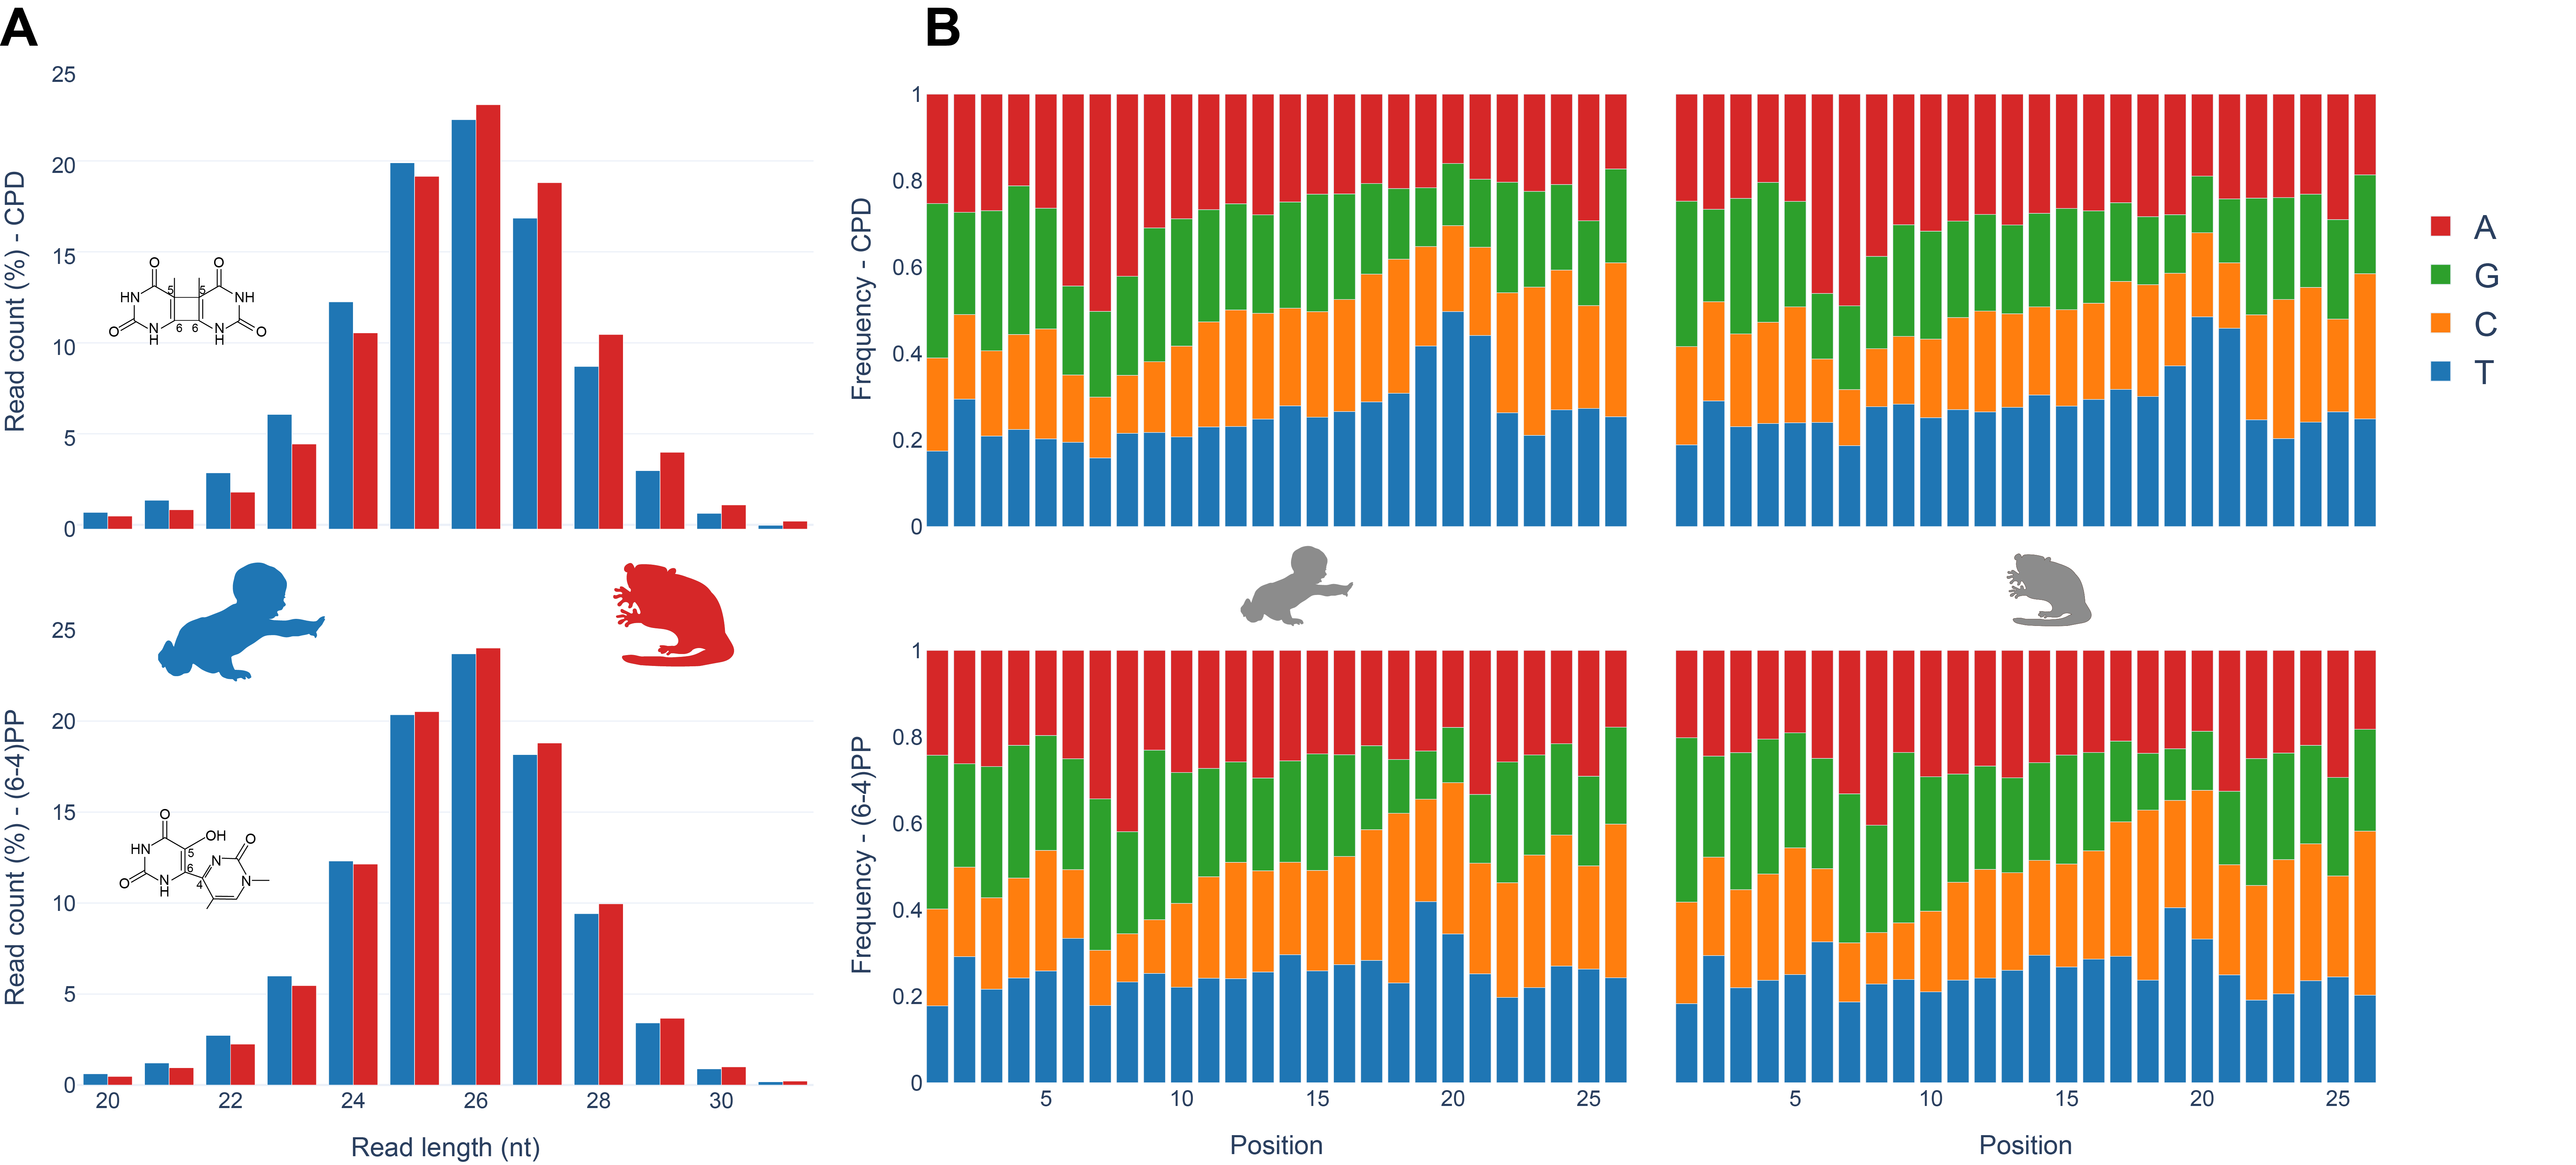 A
B
25
20
15
10
5
0
Read count (%) - CPD
O
O
HN
5
5
NH
O
N
H
6
6
N
H
O
1
0.8
0.6
0.4
0.2
0
Frequency - CPD
A
G
C
T
25
20
15
10
5
0
Read count (%) - (6-4)PP
O
OH
HN
5
O
N
6
O
N
H
4
N
20
22
24
26
28
30
Read length (nt)
1
0.8
0.6
0.4
0.2
0
Frequency - (6-4)PP
5
10
15
20
25
Position
5
10
15
20
25
Position